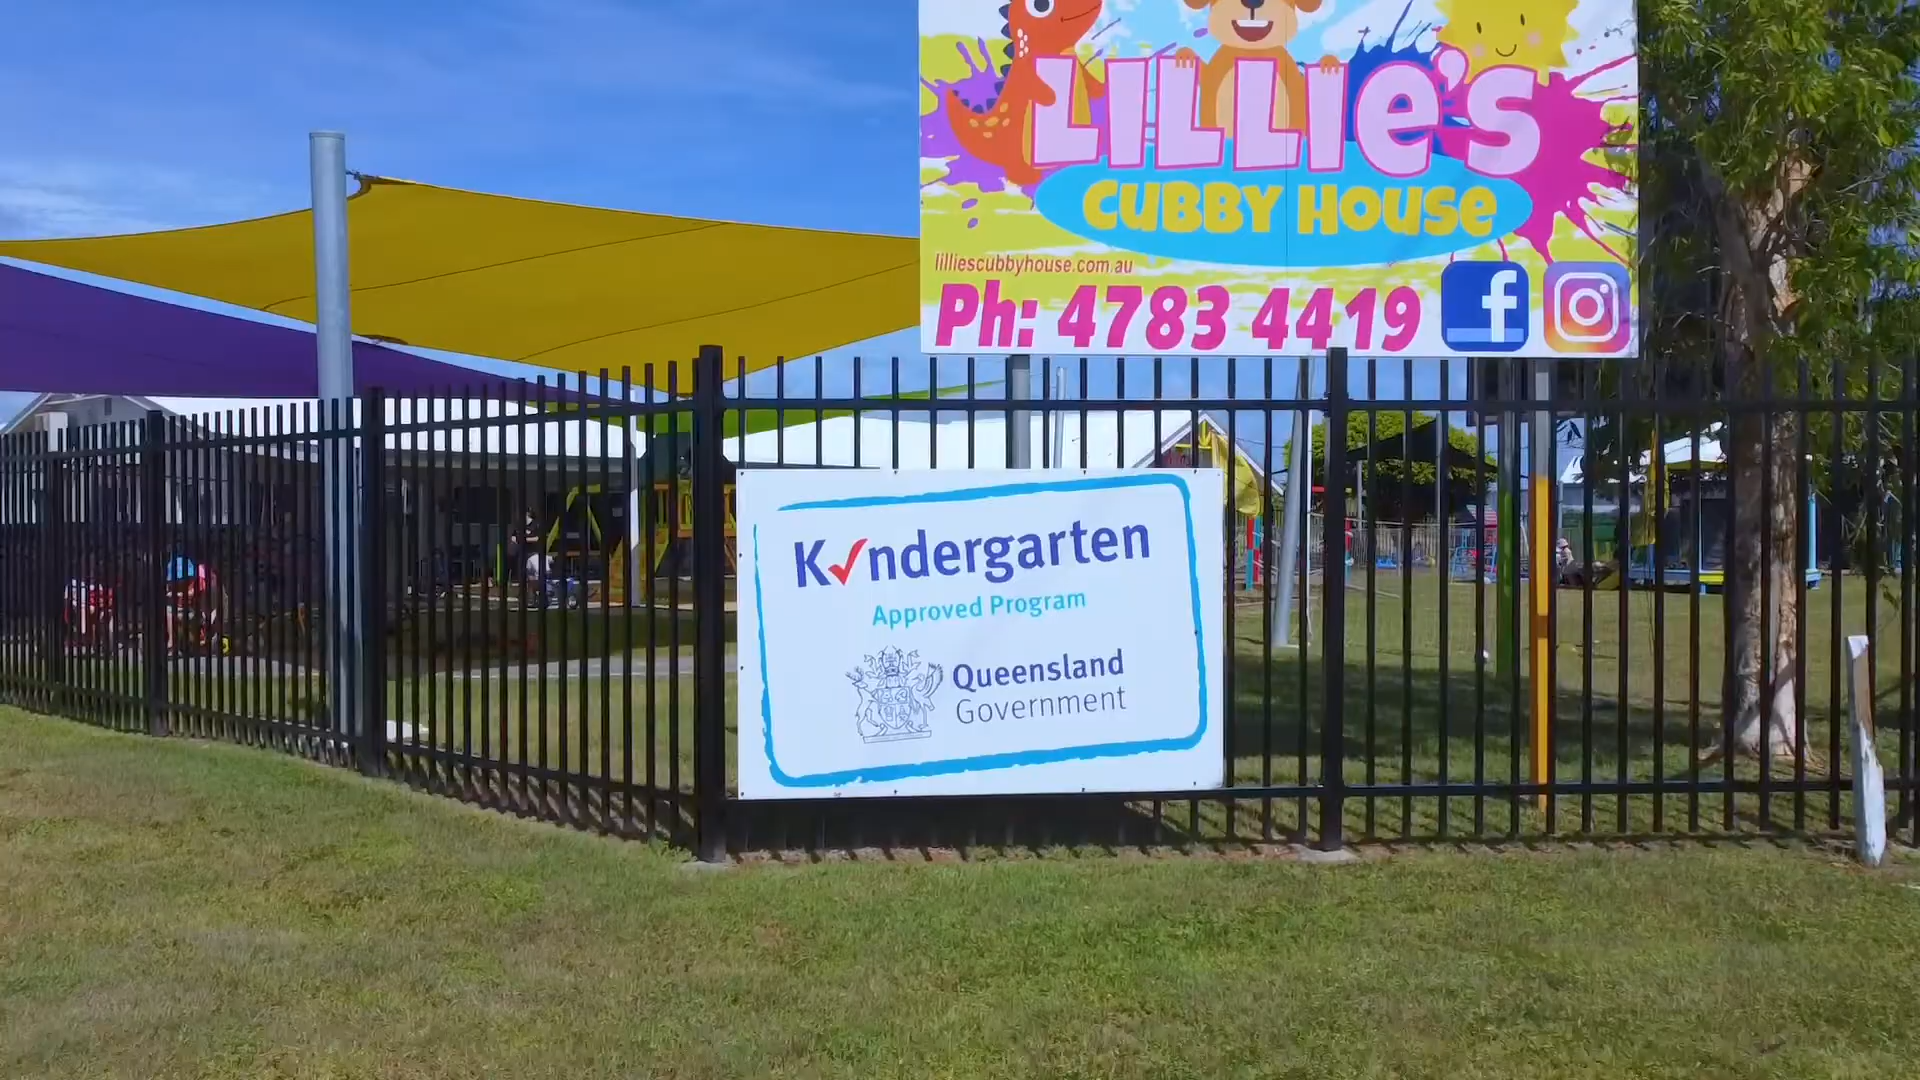 LILLIe's
CUBBY HOUSe
lilliescubbyhouse.com.au
Ph: 4783 4419
Kindergarten
Approved Program
Queensland
Government